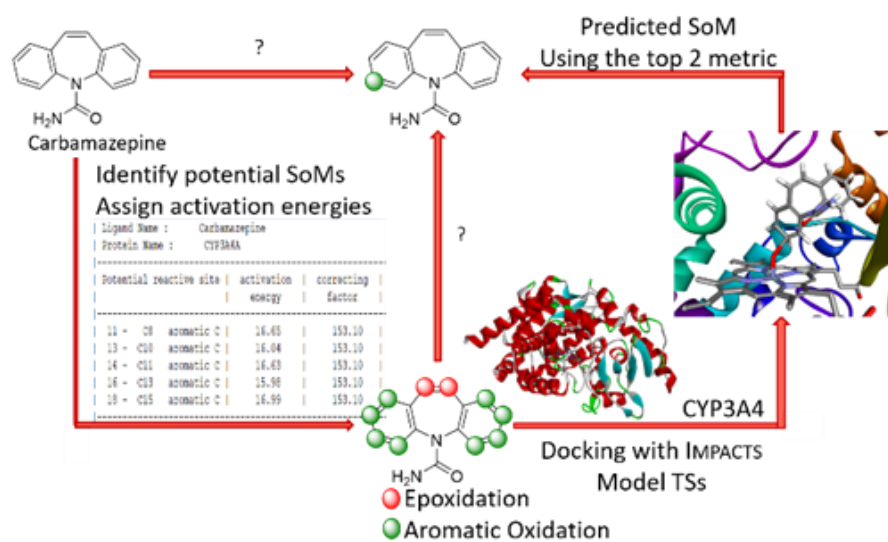 ?
Predicted SoM
Using the top 2 metric
H₂N
O
H₂N
O
N
N
Carbamazepine
Identify potential SoMs
Assign activation energies
Ligand Name : Carbamazepine
Protein Name : CYP3A4A
Potential reactive site | activation | correcting
| energy | factor
11 - C8 aromatic C | 16.65 | 153.10
13 - C10 aromatic C | 16.04 | 153.10
14 - C11 aromatic C | 16.63 | 153.10
16 - C13 aromatic C | 15.98 | 153.10
18 - C15 aromatic C | 16.99 | 153.10
?
CYP3A4
Docking with IMPACTS
Model TSs
N
H₂N
O
Epoxidation
Aromatic Oxidation